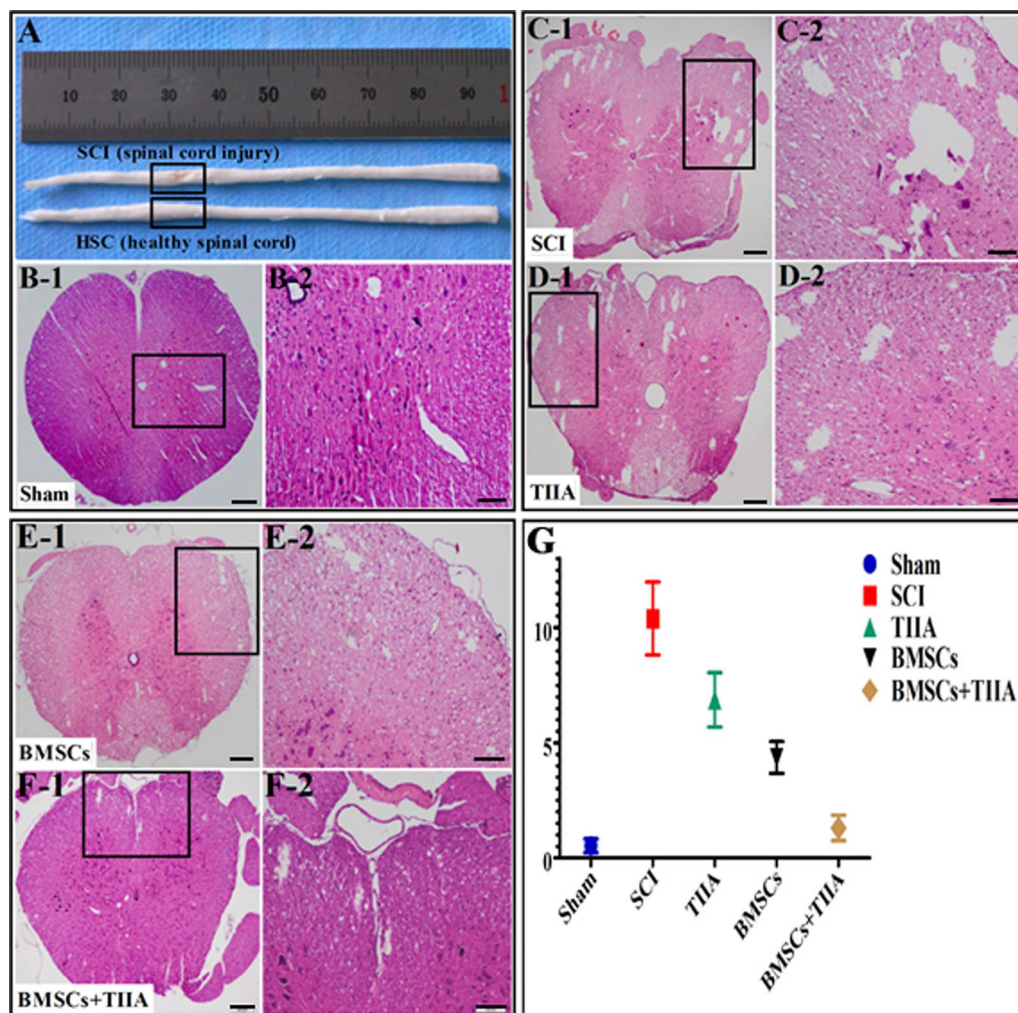 A
10 20 30 40 50 60 70 80 90 1
SCI (spinal cord injury)
HSC (healthy spinal cord)
B-1
B-2
Sham
C-1
C-2
SCI
D-1
D-2
TIIA
E-1
E-2
BMSCs
F-1
F-2
BMSCs+TIIA
G
Sham
SCI
TIIA
BMSCs
BMSCs+TIIA
10
5
0
Sham
SCI
TIIA
BMSCs
BMSCs+TIIA